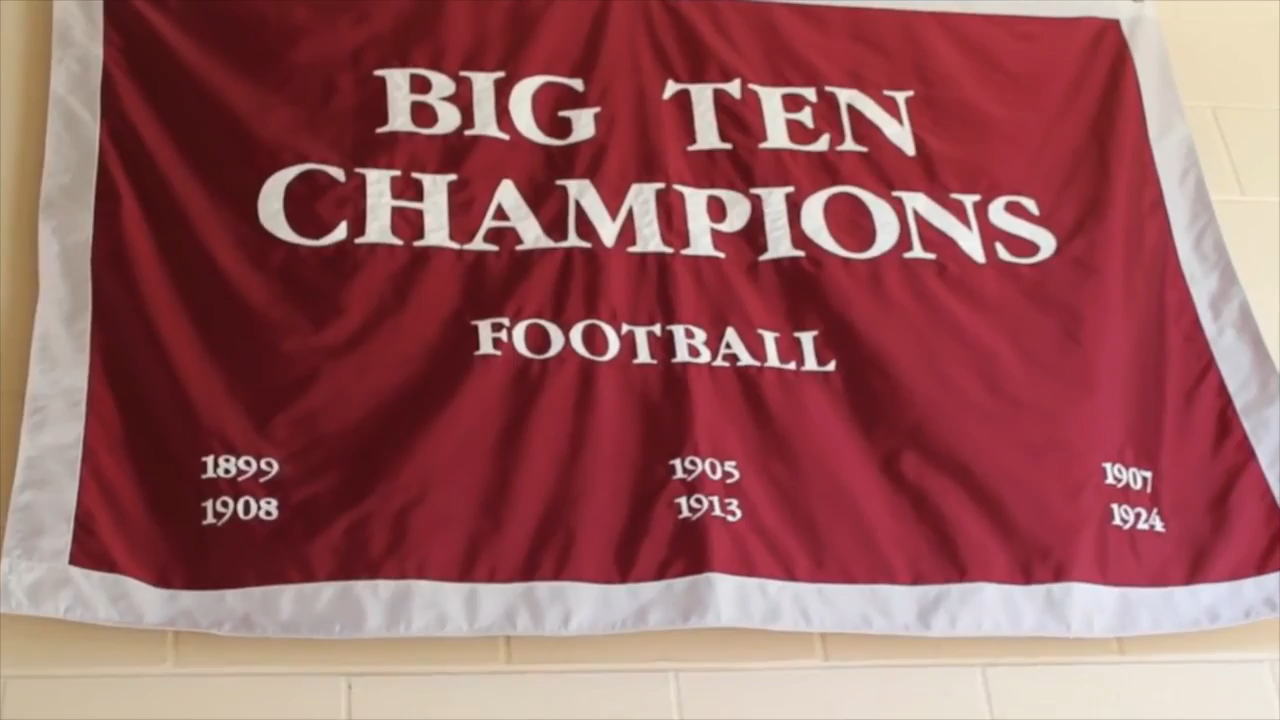 BIG TEN
CHAMPIONS
FOOTBALL
1899 1905 1907
1908 1913 1924